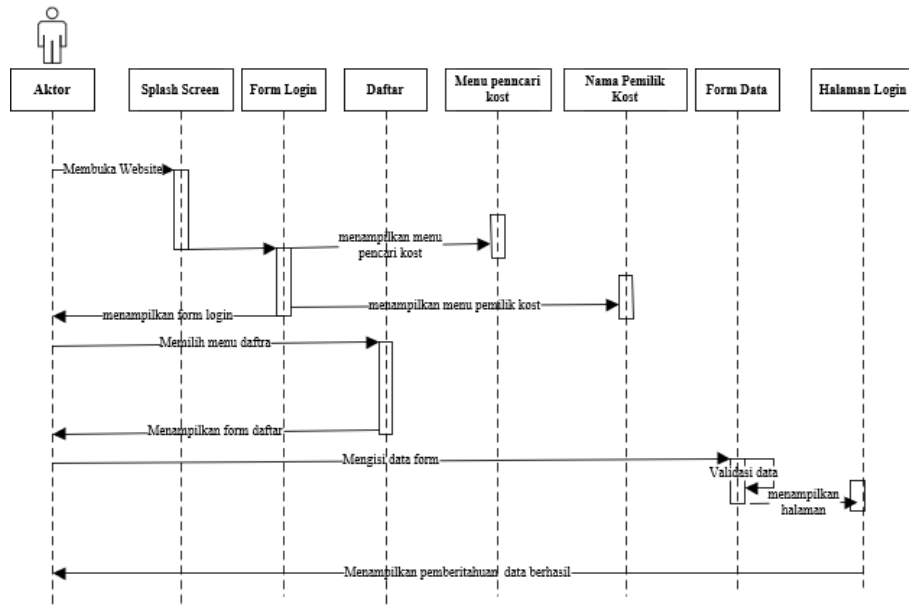 Aktor
Splash Screen
Form Login
Daftar
Menu penncari
kost
Nama Pemilik
Kost
Form Data
Halaman Login
Membuka Website
menampilkan menu
pencari kost
menampilkan menu pemilik kost
menampilkan form login
Memilih menu daftra
Menampilkan form daftar
Mengisi data form
Validasi data
menampilkan
halaman
Menampilkan pemberitahuan data berhasil